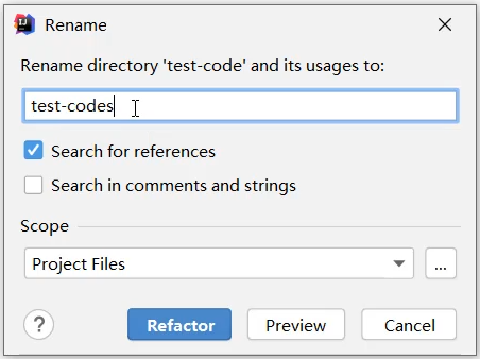 Rename
Rename directory 'test-code' and its usages to:
test-codes
Search for references
Search in comments and strings
Scope
Project Files
...
?
Refactor
Preview
Cancel